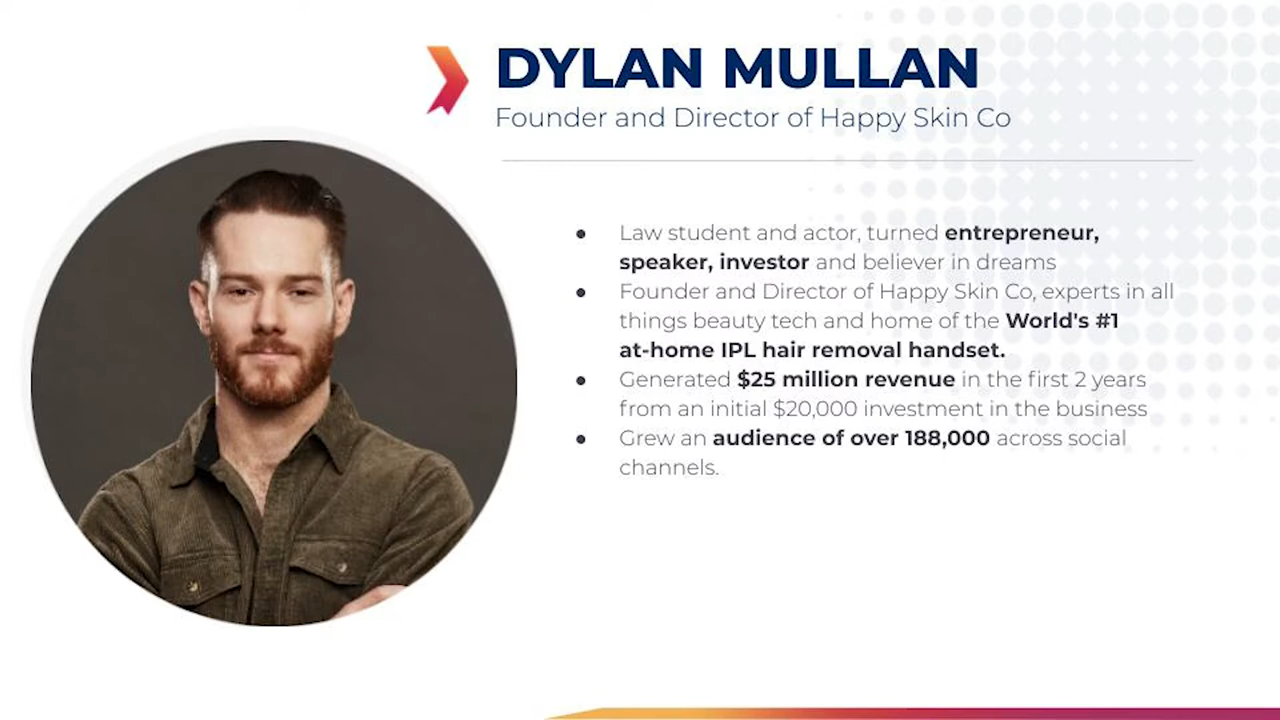 DYLAN MULLAN
Founder and Director of Happy Skin Co
● Law student and actor, turned entrepreneur,
speaker, investor and believer in dreams
● Founder and Director of Happy Skin Co, experts in all
things beauty tech and home of the World's #1
at-home IPL hair removal handset.
● Generated $25 million revenue in the first 2 years
from an initial $20,000 investment in the business
● Grew an audience of over 188,000 across social
channels.